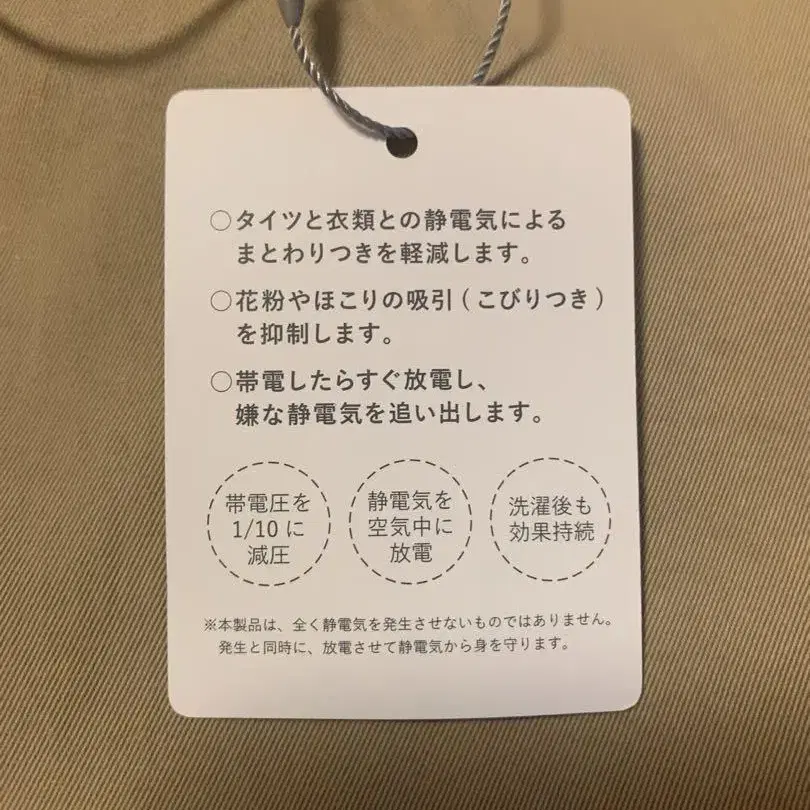 ○タイツと衣類との静電気による
まとわりつきを軽減します。
○花粉やほこりの吸引(こびりつき)
を抑制します。
○帯電したらすぐ放電し、
嫌な静電気を追い出します。
帯電圧を
1/10に
減圧
静電気を
空気中に
放電
洗濯後も
効果持続
※本製品は、全く静電気を発生させないものではありません。
発生と同時に、放電させて静電気から身を守ります。